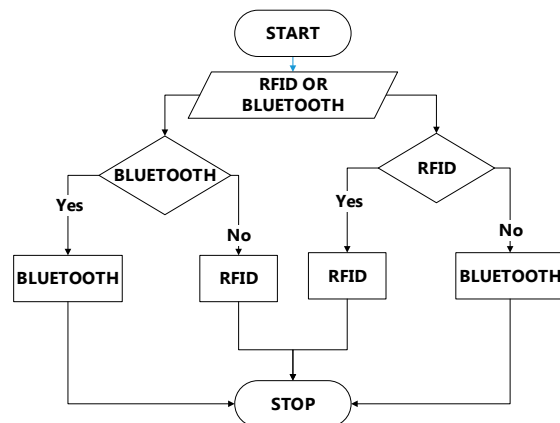 START
RFID OR
BLUETOOTH
BLUETOOTH
RFID
Yes
No
Yes
No
BLUETOOTH
RFID
RFID
BLUETOOTH
STOP